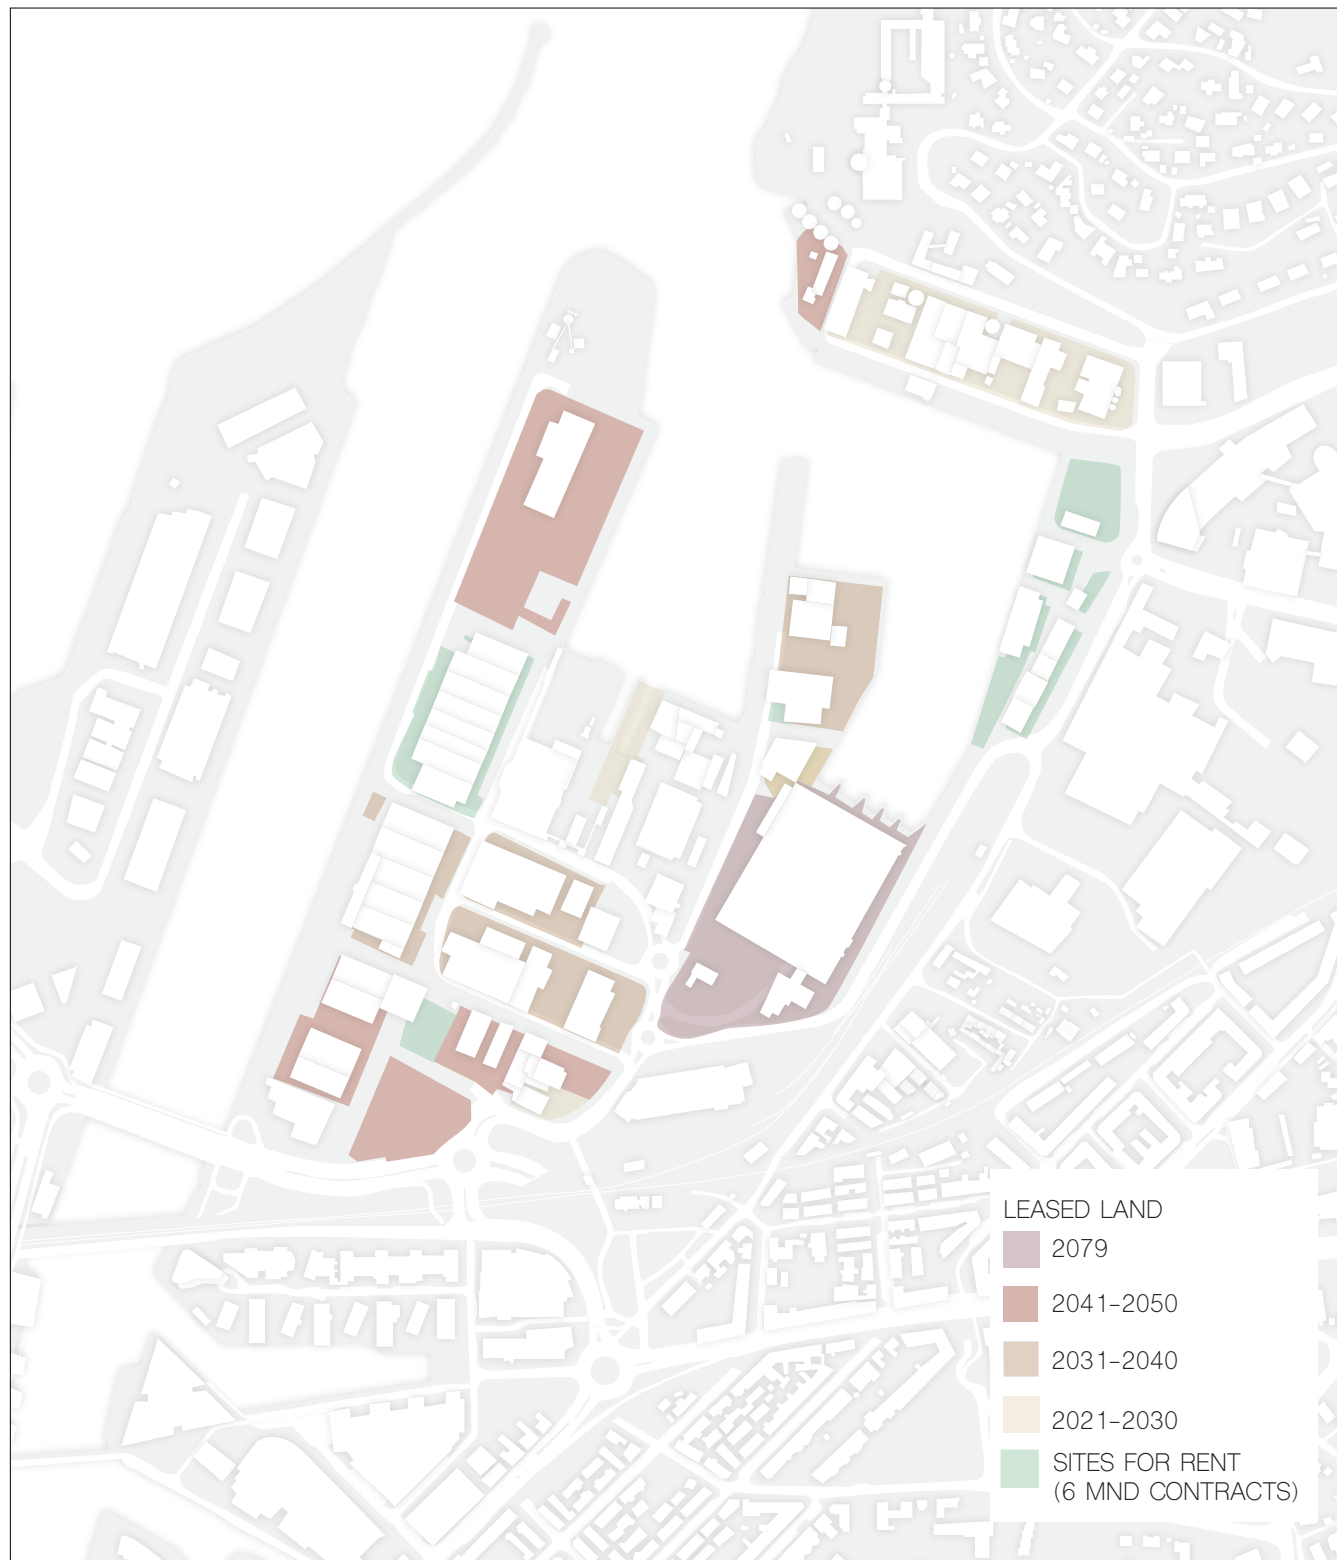 LEASED LAND
2079
2041-2050
2031-2040
2021-2030
SITES FOR RENT
(6 MND CONTRACTS)